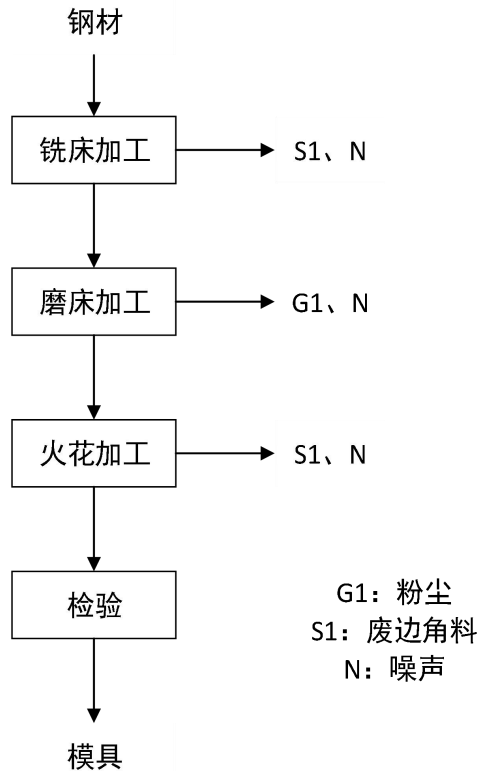 钢材
铣床加工
S1、N
磨床加工
G1、N
火花加工
S1、N
检验
G1：粉尘
S1：废边角料
N：噪声
模具